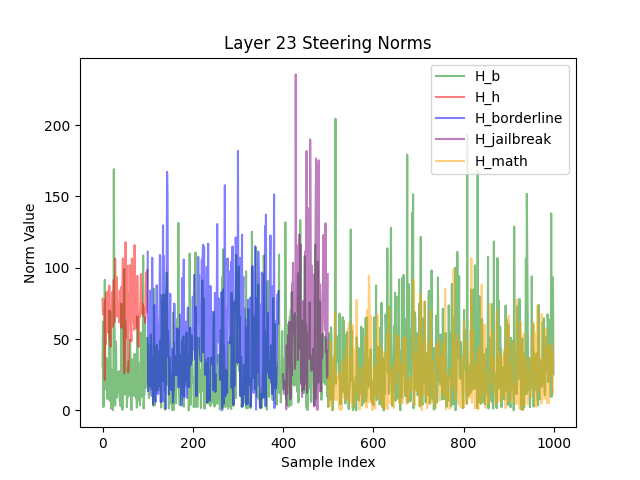 Layer 23 Steering Norms
H_b
H_h
H_borderline
H_jailbreak
H_math
Norm Value
200
150
100
50
0
0
200
400
600
800
1000
Sample Index